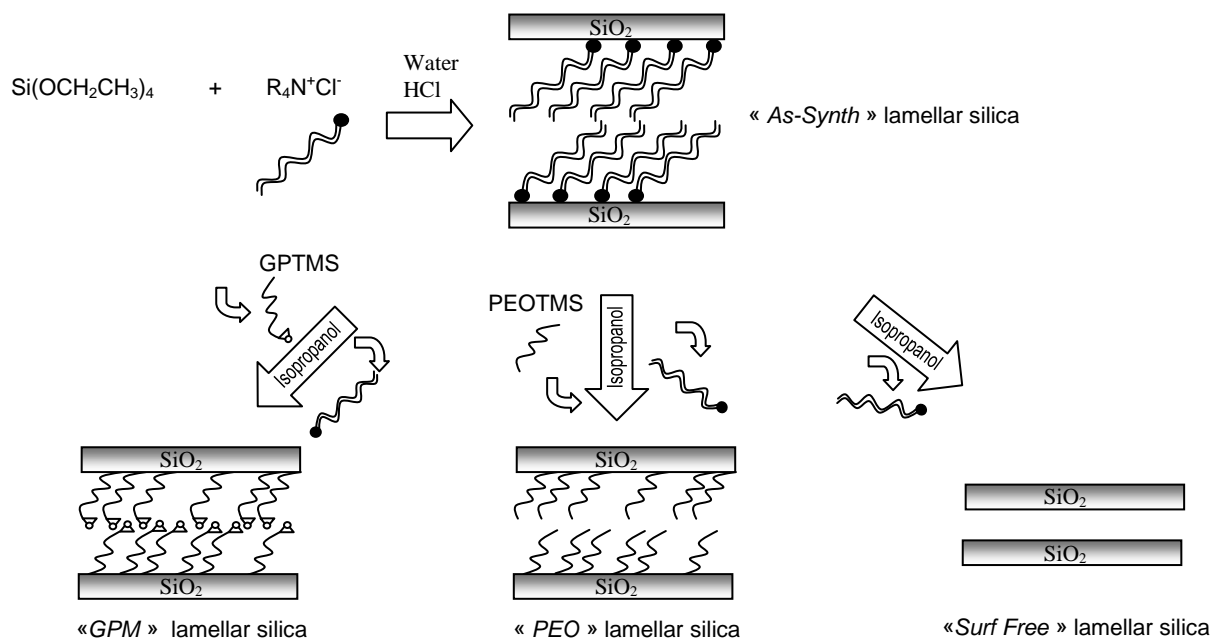 SiO₂
Si(OCH₂CH₃)₄ + R₄N⁺Cl⁻
Water
HCl
« As-Synth » lamellar silica
SiO₂
GPTMS
Isopropanol
PEOTMS
Isopropanol
Isopropanol
SiO₂
SiO₂
SiO₂
SiO₂
SiO₂
SiO₂
«GPM » lamellar silica
« PEO » lamellar silica
«Surf Free » lamellar silica